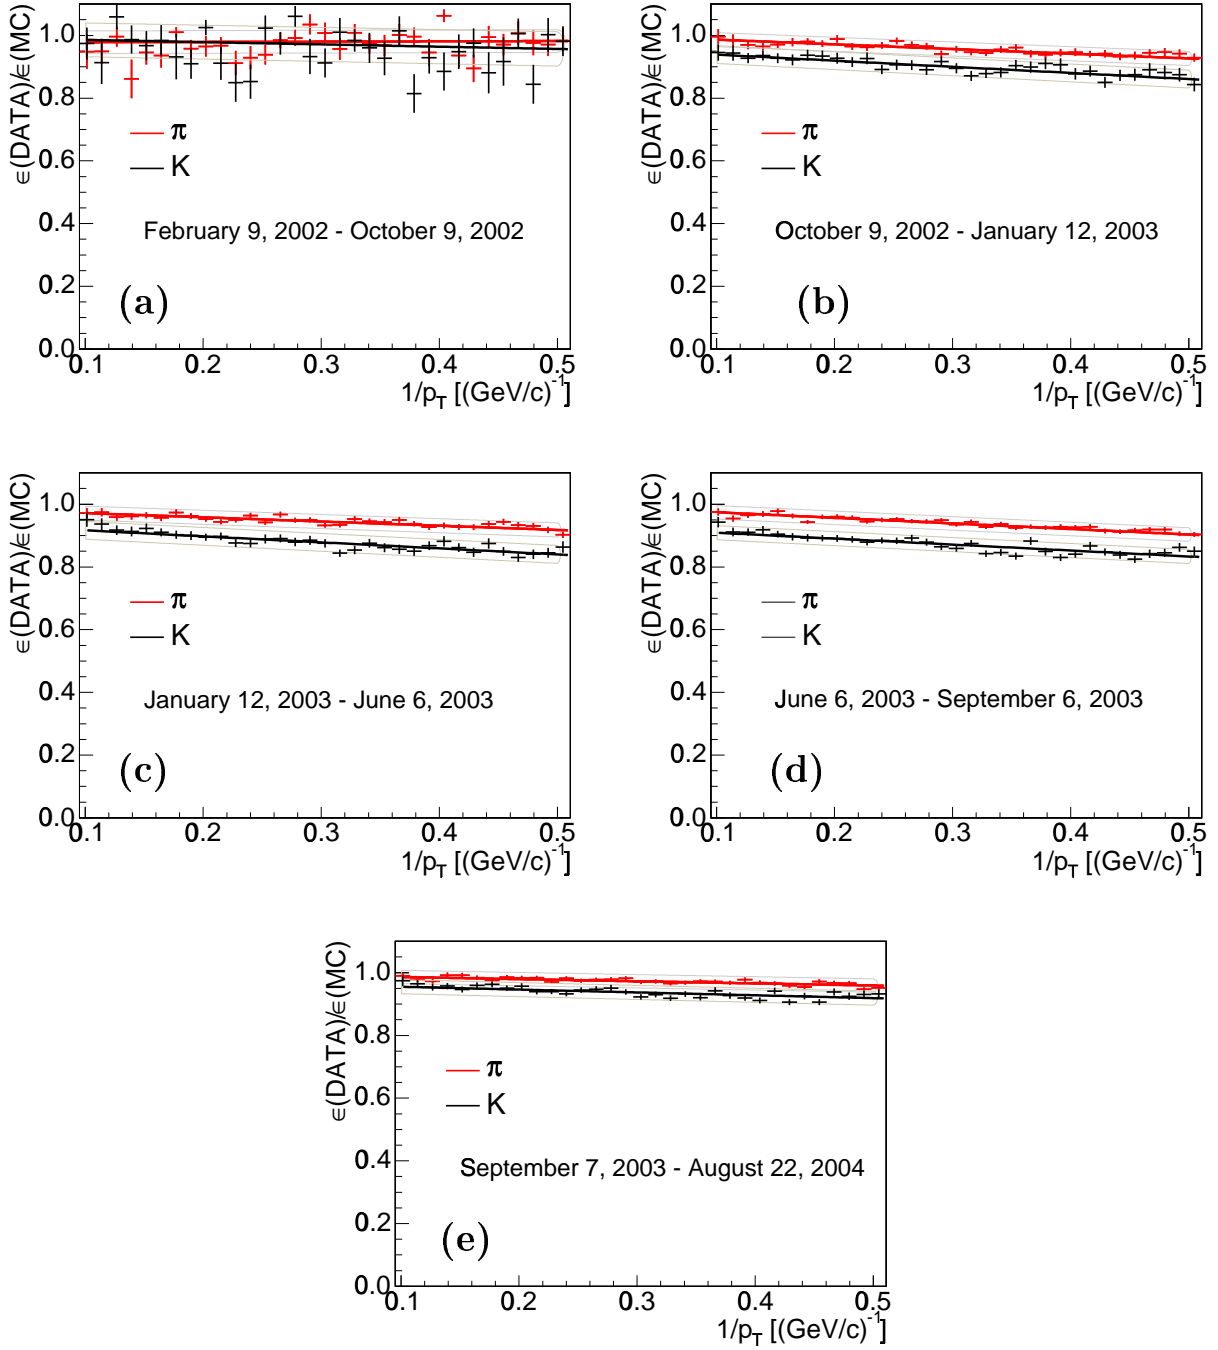 ϵ(DATA)/ϵ(MC)
1.0
0.8
0.6
0.4
0.2
0.0
π
K
February 9, 2002 - October 9, 2002
(a)
0.1 0.2 0.3 0.4 0.5
1/p_T [(GeV/c)^-1]
ϵ(DATA)/ϵ(MC)
1.0
0.8
0.6
0.4
0.2
0.0
π
K
October 9, 2002 - January 12, 2003
(b)
0.1 0.2 0.3 0.4 0.5
1/p_T [(GeV/c)^-1]
ϵ(DATA)/ϵ(MC)
1.0
0.8
0.6
0.4
0.2
0.0
π
K
January 12, 2003 - June 6, 2003
(c)
0.1 0.2 0.3 0.4 0.5
1/p_T [(GeV/c)^-1]
ϵ(DATA)/ϵ(MC)
1.0
0.8
0.6
0.4
0.2
0.0
π
K
June 6, 2003 - September 6, 2003
(d)
0.1 0.2 0.3 0.4 0.5
1/p_T [(GeV/c)^-1]
ϵ(DATA)/ϵ(MC)
1.0
0.8
0.6
0.4
0.2
0.0
π
K
September 7, 2003 - August 22, 2004
(e)
0.1 0.2 0.3 0.4 0.5
1/p_T [(GeV/c)^-1]